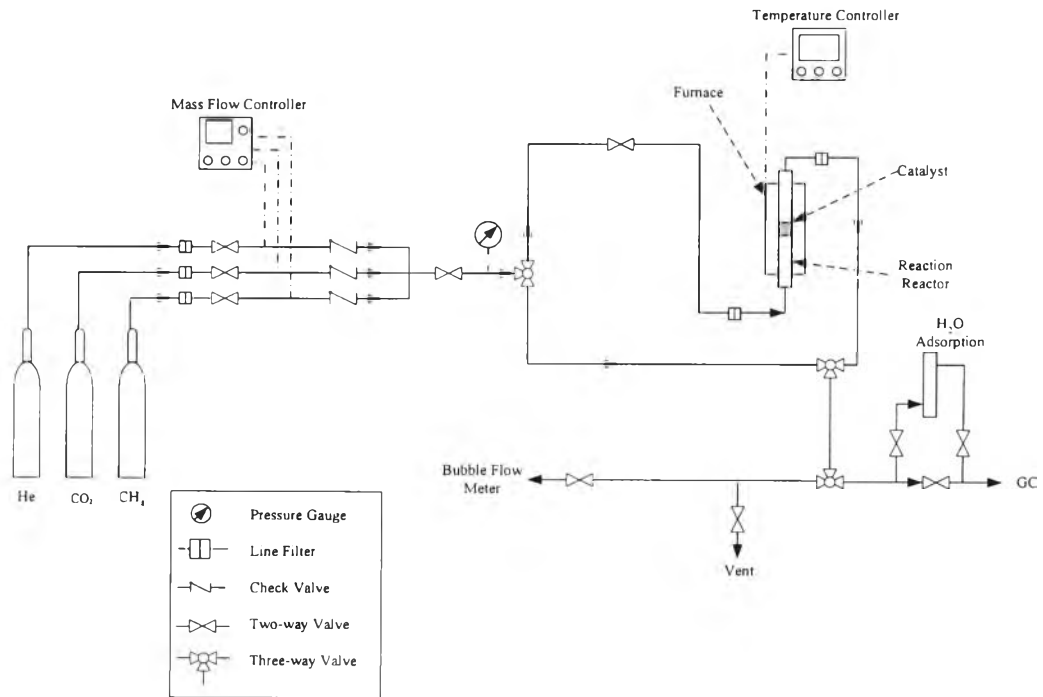 Temperature Controller
Furnace
Mass Flow Controller
Catalyst
Reaction
Reactor
H₂O
Adsorption
Bubble Flow
Meter
GC
He
CO₂
CH₄
Vent
Pressure Gauge
Line Filter
Check Valve
Two-way Valve
Three-way Valve